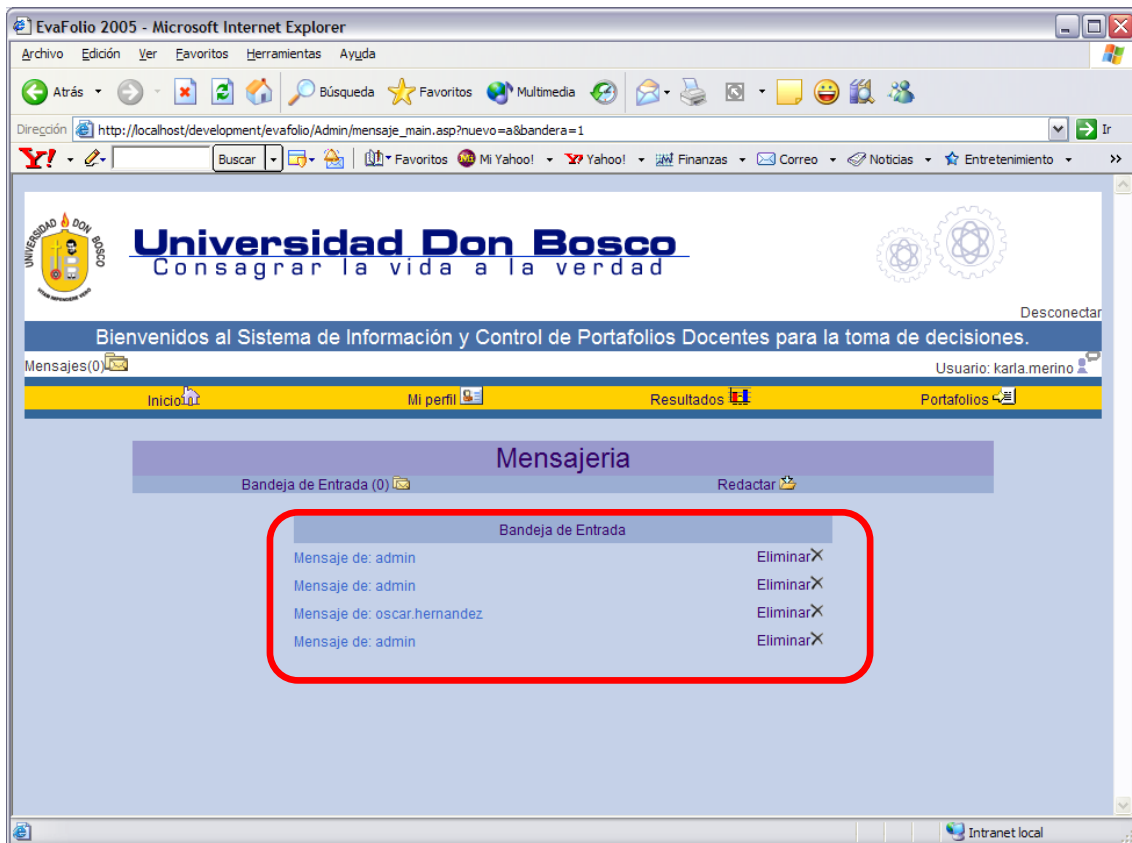 EvaFolio 2005 - Microsoft Internet Explorer
Archivo Edición Ver Favoritos Herramientas Ayuda
Atrás Búsqueda Favoritos Multimedia
Dirección http://localhost/development/evafolio/Admin/mensaje_main.asp?nuevo=a&bandera=1 Ir
Y! Buscar Favoritos Mi Yahoo! Yahoo! Finanzas Correo Noticias Entretenimiento »
UNIVERSIDAD DON BOSCO
Universidad Don Bosco
Consagrar la vida a la verdad
Desconectar
Bienvenidos al Sistema de Información y Control de Portafolios Docentes para la toma de decisiones.
Mensajes(0) Usuario: karla.merino
Inicio Mi perfil Resultados Portafolios
Mensajeria
Bandeja de Entrada (0) Redactar
Bandeja de Entrada
Mensaje de: admin Eliminar
Mensaje de: admin Eliminar
Mensaje de: oscar.hernandez Eliminar
Mensaje de: admin Eliminar
Intranet local